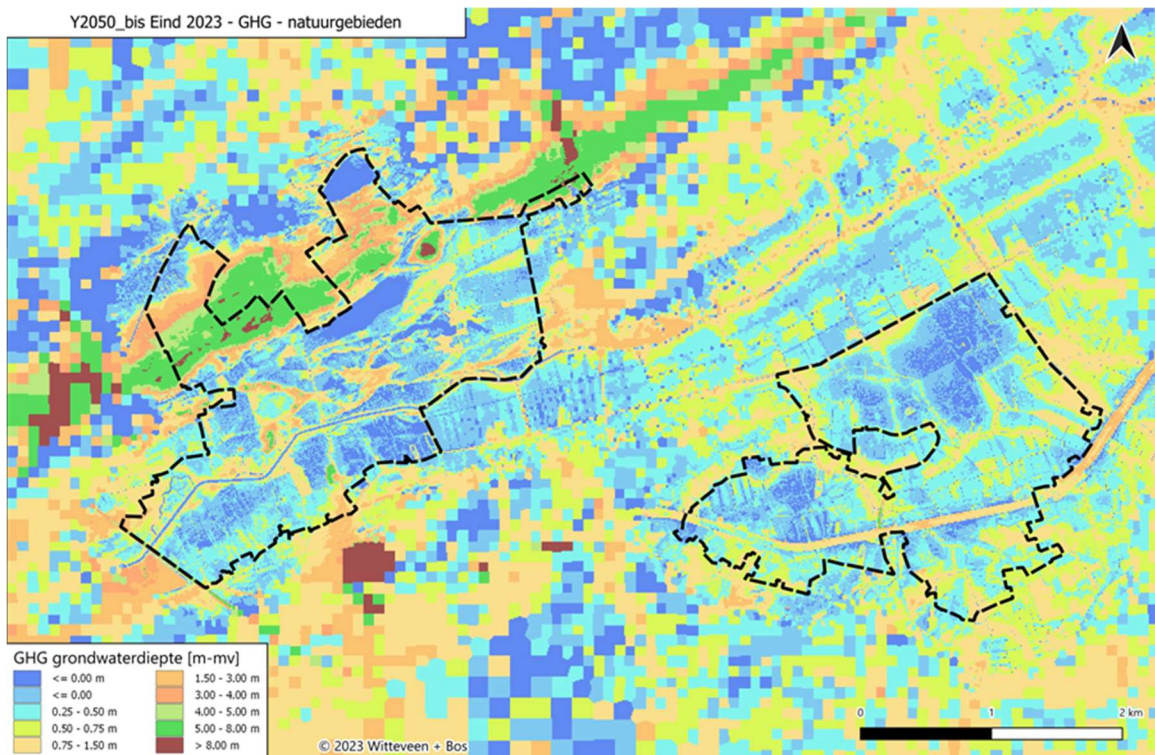 Y2050_bis Eind 2023 - GHG - natuurgebieden
GHG grondwaterdiepte [m-mv]
<= 0.00 m
<= 0.00
0.25 - 0.50 m
0.50 - 0.75 m
0.75 - 1.50 m
1.50 - 3.00 m
3.00 - 4.00 m
4.00 - 5.00 m
5.00 - 8.00 m
> 8.00 m
© 2023 Witteveen + Bos
0 1 2 km